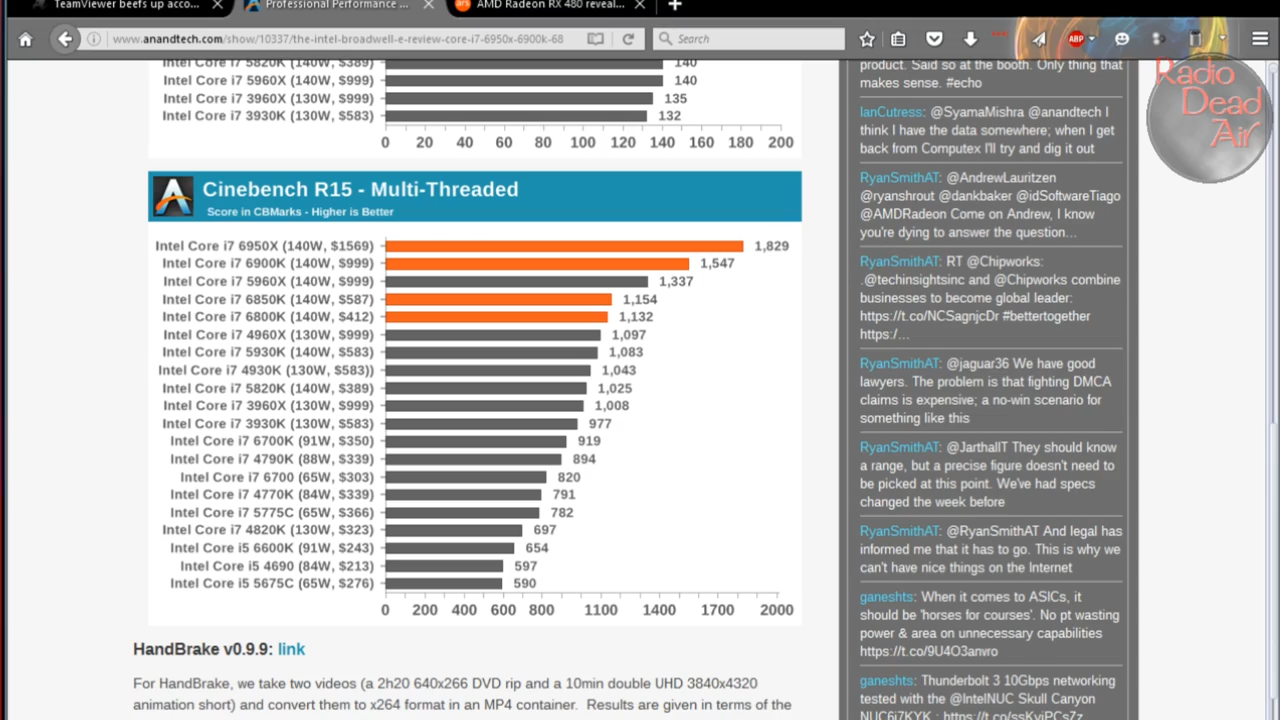 TeamViewer beefs up acco...
Professional Performance ...
AMD Radeon RX 480 reveal...
www.anandtech.com/show/10337/the-intel-broadwell-e-review-core-i7-6950x-6900k-68
Search
ABP
Intel Core i7 5820K (140W, $389) 140
Intel Core i7 5960X (140W, $999) 140
Intel Core i7 3960X (130W, $999) 135
Intel Core i7 3930K (130W, $583) 132
0 20 40 60 80 100 120 140 160 180 200
Cinebench R15 - Multi-Threaded
Score in CBMarks - Higher is Better
Intel Core i7 6950X (140W, $1569) 1,829
Intel Core i7 6900K (140W, $999) 1,547
Intel Core i7 5960X (140W, $999) 1,337
Intel Core i7 6850K (140W, $587) 1,154
Intel Core i7 6800K (140W, $412) 1,132
Intel Core i7 4960X (130W, $999) 1,097
Intel Core i7 5930K (140W, $583) 1,083
Intel Core i7 4930K (130W, $583)) 1,043
Intel Core i7 5820K (140W, $389) 1,025
Intel Core i7 3960X (130W, $999) 1,008
Intel Core i7 3930K (130W, $583) 977
Intel Core i7 6700K (91W, $350) 919
Intel Core i7 4790K (88W, $339) 894
Intel Core i7 6700 (65W, $303) 820
Intel Core i7 4770K (84W, $339) 791
Intel Core i7 5775C (65W, $366) 782
Intel Core i7 4820K (130W, $323) 697
Intel Core i5 6600K (91W, $243) 654
Intel Core i5 4690 (84W, $213) 597
Intel Core i5 5675C (65W, $276) 590
0 200 400 600 800 1100 1400 1700 2000
HandBrake v0.9.9: link
For HandBrake, we take two videos (a 2h20 640x266 DVD rip and a 10min double UHD 3840x4320
animation short) and convert them to x264 format in an MP4 container. Results are given in terms of the
product. Said so at the booth. Only thing that
makes sense. #echo
IanCutress: @SyamaMishra @anandtech I
think I have the data somewhere; when I get
back from Computex I'll try and dig it out
RyanSmithAT: @AndrewLauritzen
@ryanshrout @dankbaker @idSoftwareTiago
@AMDRadeon Come on Andrew, I know
you're dying to answer the question...
RyanSmithAT: RT @Chipworks:
.@techinsightsinc and @Chipworks combine
businesses to become global leader:
https://t.co/NCSagnjcDr #bettertogether
https:/...
RyanSmithAT: @jaguar36 We have good
lawyers. The problem is that fighting DMCA
claims is expensive; a no-win scenario for
something like this
RyanSmithAT: @JarthallT They should know
a range, but a precise figure doesn't need to
be picked at this point. We've had specs
changed the week before
RyanSmithAT: @RyanSmithAT And legal has
informed me that it has to go. This is why we
can't have nice things on the Internet
ganeshts: When it comes to ASICs, it
should be 'horses for courses'. No pt wasting
power & area on unnecessary capabilities
https://t.co/9U4O3anvro
ganeshts: Thunderbolt 3 10Gbps networking
tested with the @IntelNUC Skull Canyon
NUC6i7KYK : https://t.co/ssKviPCs7z
Radio
Dead
Air